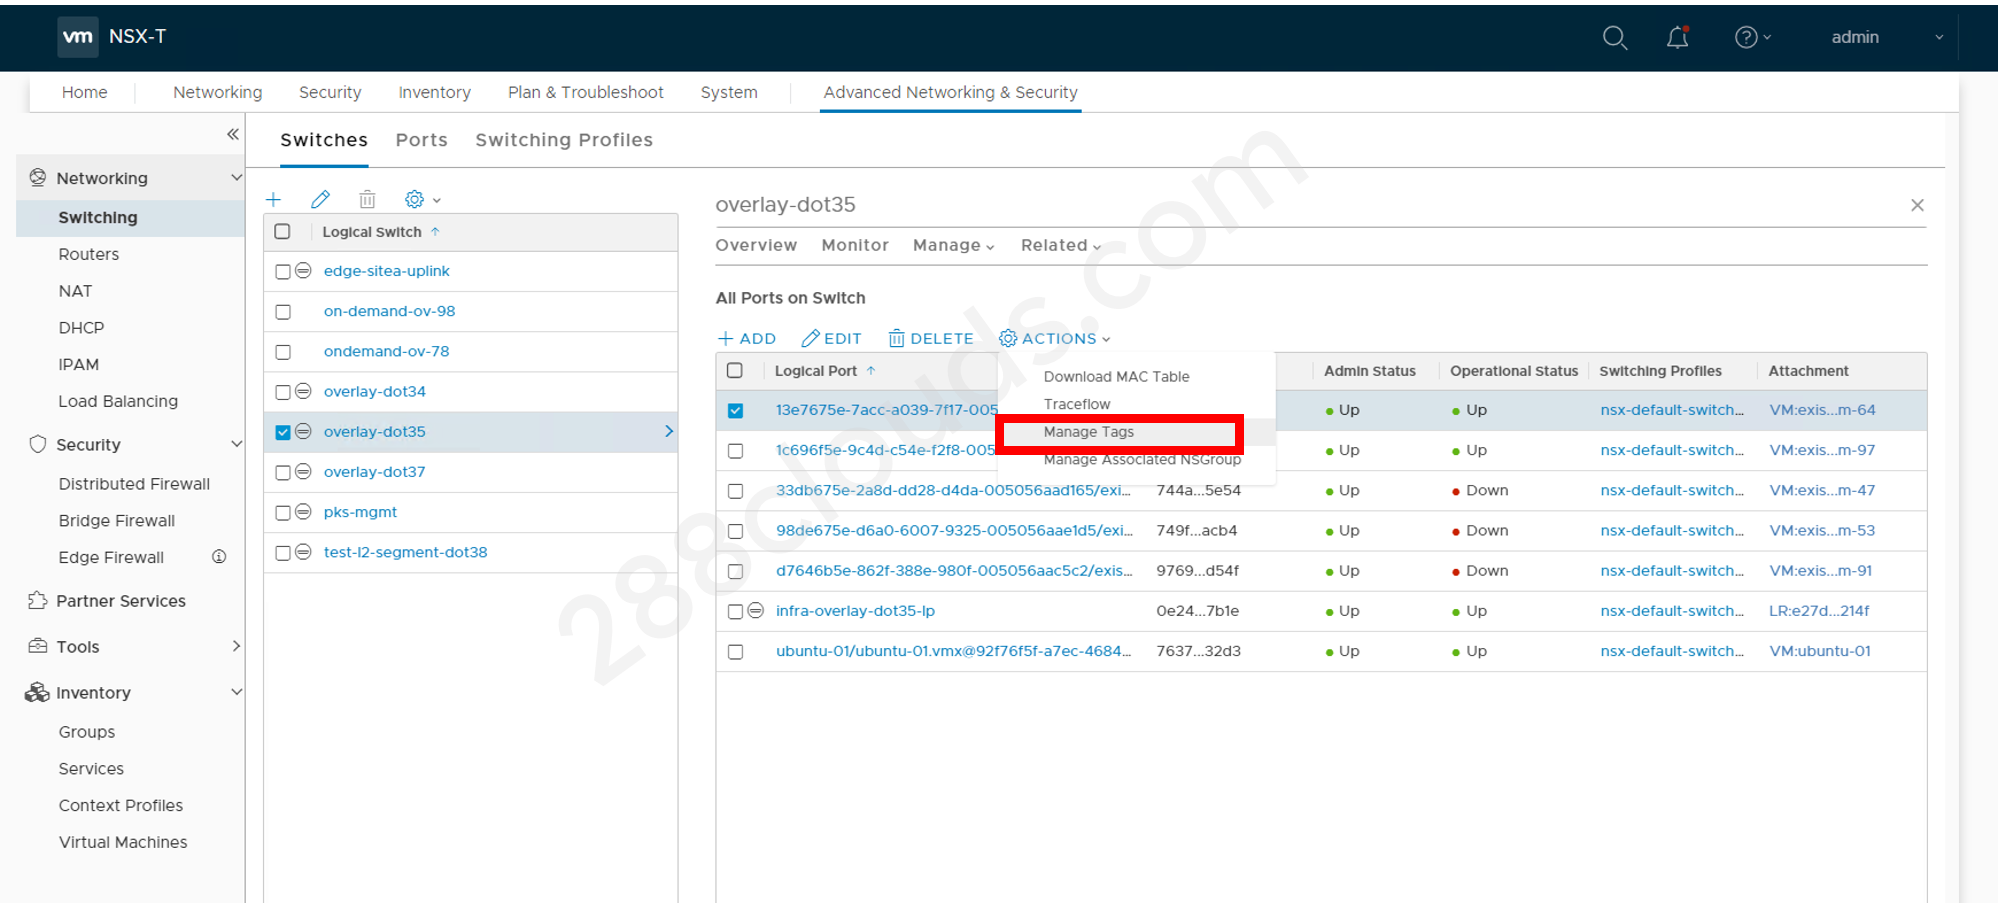 vm NSX-T admin
Home Networking Security Inventory Plan & Troubleshoot System Advanced Networking & Security
Switches Ports Switching Profiles
Networking
Switching
Routers
NAT
DHCP
IPAM
Load Balancing
Security
Distributed Firewall
Bridge Firewall
Edge Firewall
Partner Services
Tools
Inventory
Groups
Services
Context Profiles
Virtual Machines
Logical Switch
edge-sitea-uplink
on-demand-ov-98
ondemand-ov-78
overlay-dot34
overlay-dot35
overlay-dot37
pks-mgmt
test-l2-segment-dot38
overlay-dot35
Overview Monitor Manage Related
All Ports on Switch
ADD EDIT DELETE ACTIONS
Download MAC Table
Traceflow
Manage Tags
Manage Associated NSGroup
Logical Port Admin Status Operational Status Switching Profiles Attachment
13e7675e-7acc-a039-7f17-005 Up Up nsx-default-switch... VM:exis...m-64
1c696f5e-9c4d-c54e-f2f8-005 Up Up nsx-default-switch... VM:exis...m-97
33db675e-2a8d-dd28-d4da-005056aad165/exi... 744a...5e54 Up Down nsx-default-switch... VM:exis...m-47
98de675e-d6a0-6007-9325-005056aae1d5/exi... 749f...acb4 Up Down nsx-default-switch... VM:exis...m-53
d7646b5e-862f-388e-980f-005056aac5c2/exis... 9769...d54f Up Down nsx-default-switch... VM:exis...m-91
infra-overlay-dot35-lp 0e24...7b1e Up Up nsx-default-switch... LR:e27d...214f
ubuntu-01/ubuntu-01.vmx@92f76f5f-a7ec-4684... 7637...32d3 Up Up nsx-default-switch... VM:ubuntu-01
288clouds.com